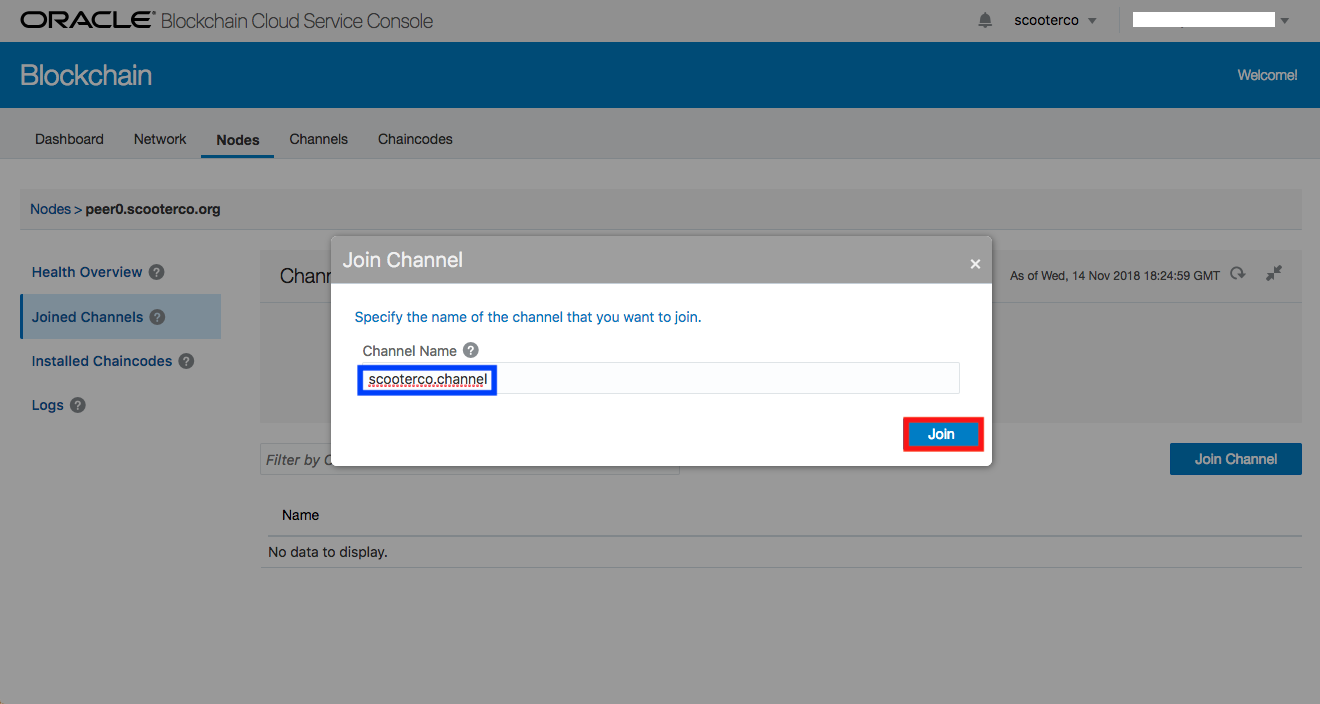 ORACLE® Blockchain Cloud Service Console
scooterco
Blockchain
Welcome!
Dashboard Network Nodes Channels Chaincodes
Nodes > peer0.scooterco.org
Health Overview ?
Joined Channels ?
Installed Chaincodes ?
Logs ?
As of Wed, 14 Nov 2018 18:24:59 GMT
Join Channel
×
Specify the name of the channel that you want to join.
Channel Name ?
scooterco.channel
Join
Filter by
Join Channel
Name
No data to display.